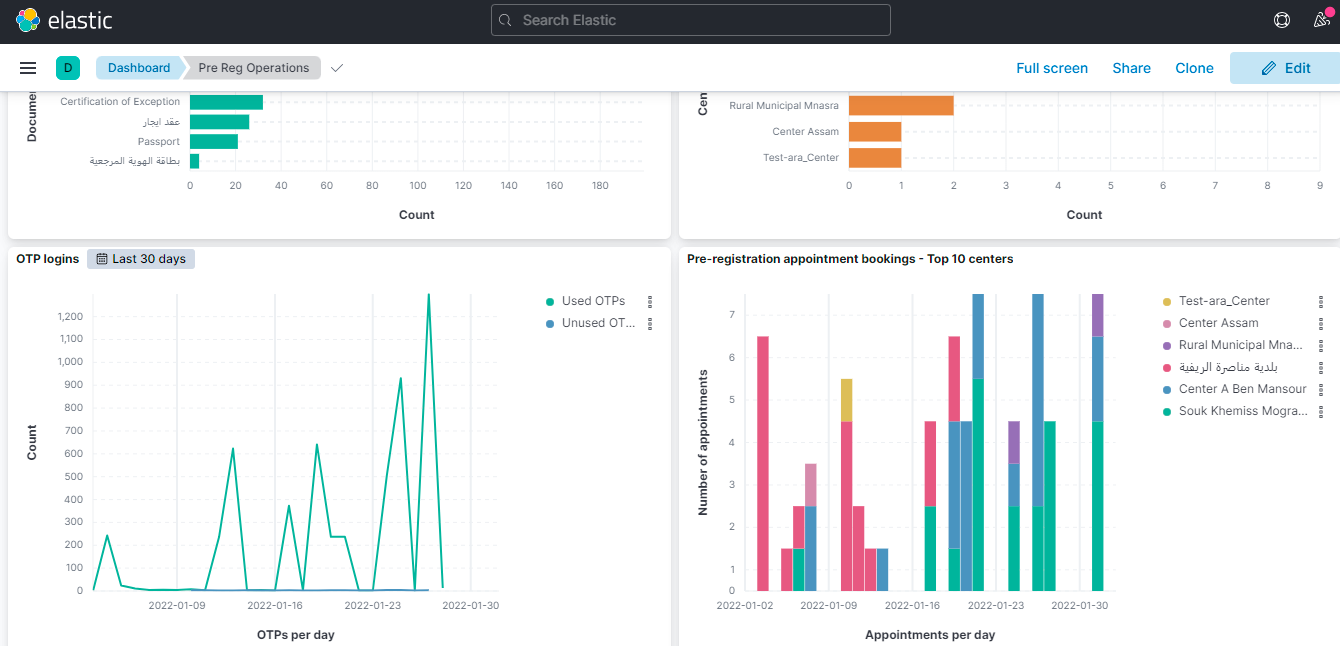 elastic
Search Elastic
D
Dashboard
Pre Reg Operations
Full screen
Share
Clone
Edit
Certification of Exception
عقد ايجار
Passport
بطاقة الهوية المرجعية
0 20 40 60 80 100 120 140 160 180
Count
Rural Municipal Mnasra
Center Assam
Test-ara_Center
0 1 2 3 4 5 6 7 8 9
Count
OTP logins
Last 30 days
Used OTPs
Unused OT...
Count
1,200
1,100
1,000
900
800
700
600
500
400
300
200
100
0
2022-01-09 2022-01-16 2022-01-23 2022-01-30
OTPs per day
Pre-registration appointment bookings - Top 10 centers
Test-ara_Center
Center Assam
Rural Municipal Mna...
بلدية مناصرة الريفية
Center A Ben Mansour
Souk Khemiss Mogra...
Number of appointments
7
6
5
4
3
2
1
0
2022-01-02 2022-01-09 2022-01-16 2022-01-23 2022-01-30
Appointments per day